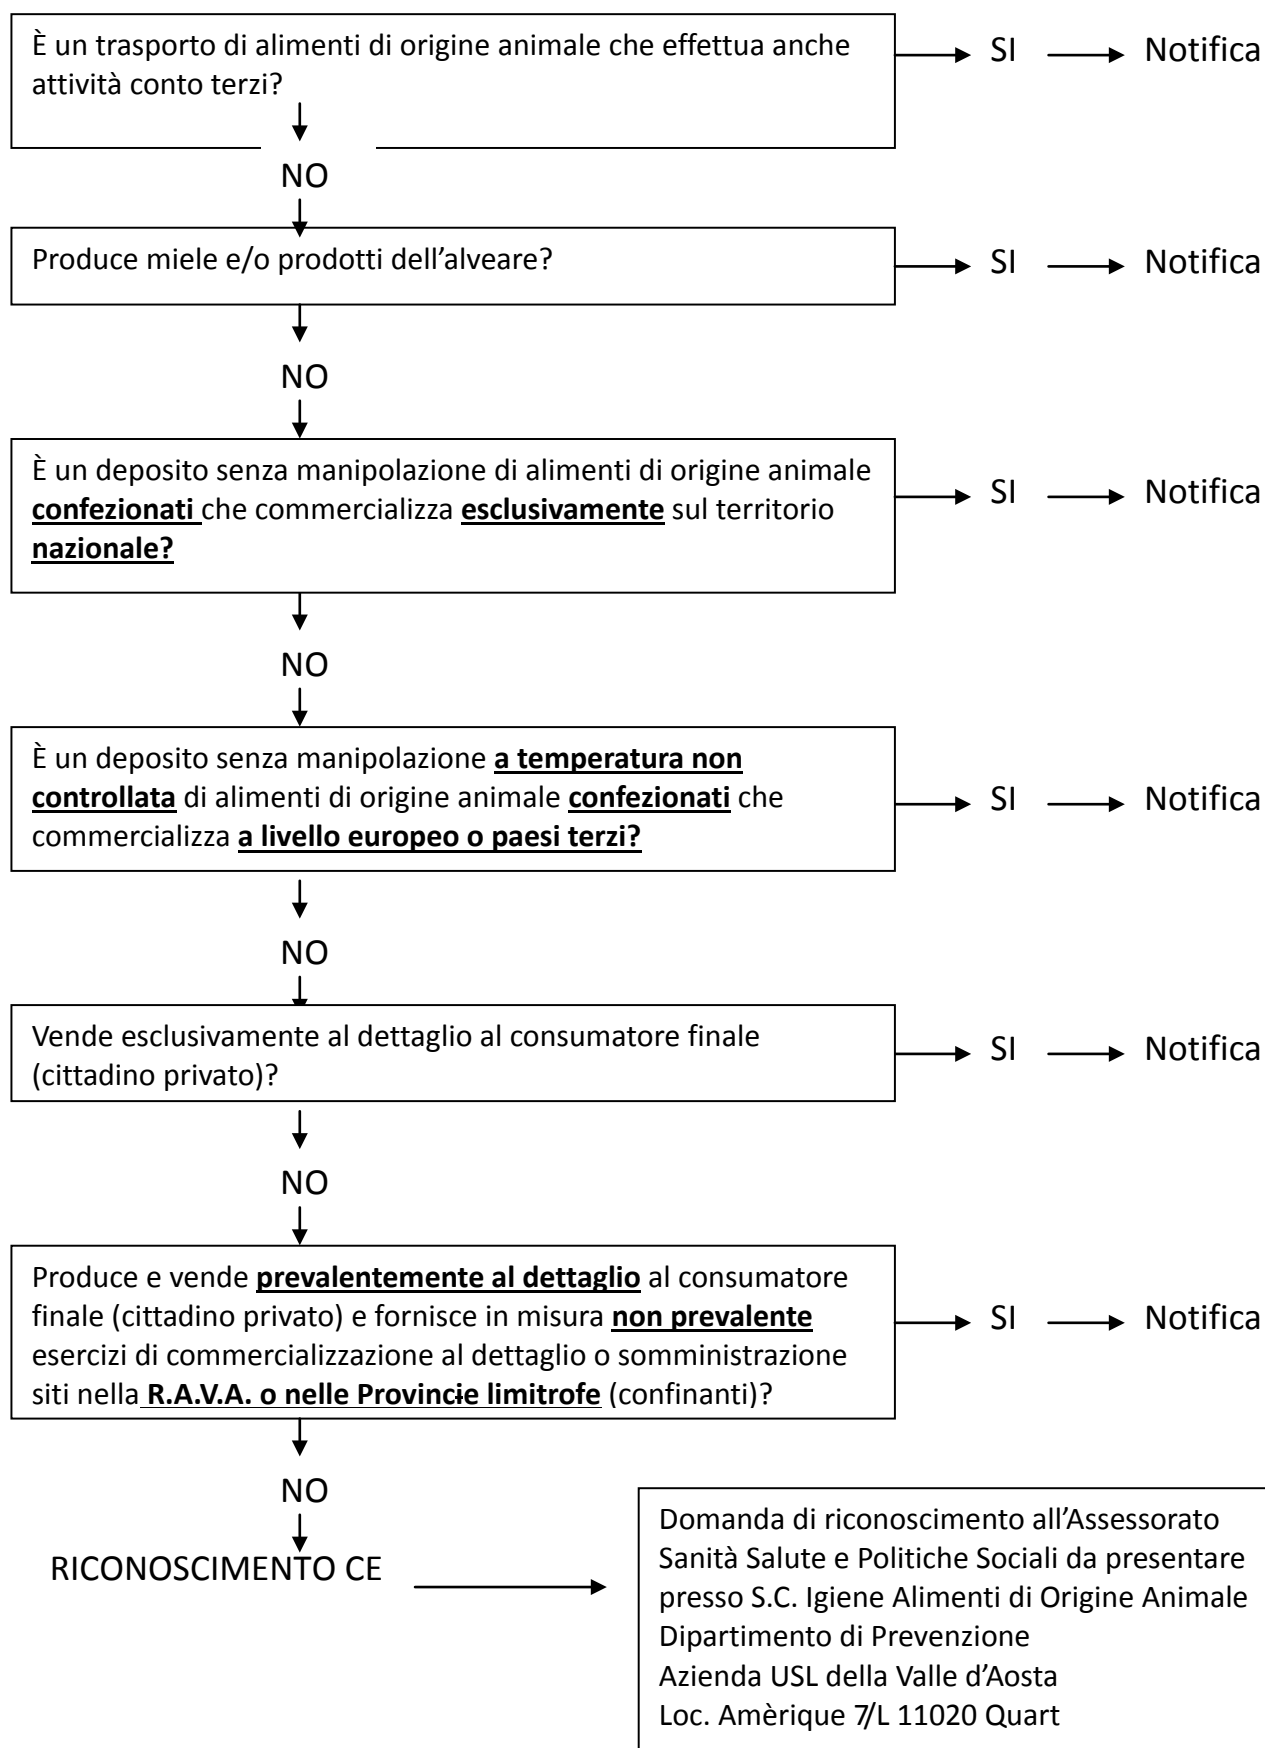 È un trasporto di alimenti di origine animale che effettua anche
attività conto terzi?
SI
Notifica
NO
Produce miele e/o prodotti dell’alveare?
SI
Notifica
NO
È un deposito senza manipolazione di alimenti di origine animale
confezionati che commercializza esclusivamente sul territorio
nazionale?
SI
Notifica
NO
È un deposito senza manipolazione a temperatura non
controllata di alimenti di origine animale confezionati che
commercializza a livello europeo o paesi terzi?
SI
Notifica
NO
Vende esclusivamente al dettaglio al consumatore finale
(cittadino privato)?
SI
Notifica
NO
Produce e vende prevalentemente al dettaglio al consumatore
finale (cittadino privato) e fornisce in misura non prevalente
esercizi di commercializzazione al dettaglio o somministrazione
siti nella R.A.V.A. o nelle Provincie limitrofe (confinanti)?
SI
Notifica
NO
RICONOSCIMENTO CE
Domanda di riconoscimento all’Assessorato
Sanità Salute e Politiche Sociali da presentare
presso S.C. Igiene Alimenti di Origine Animale
Dipartimento di Prevenzione
Azienda USL della Valle d’Aosta
Loc. Amèrique 7/L 11020 Quart